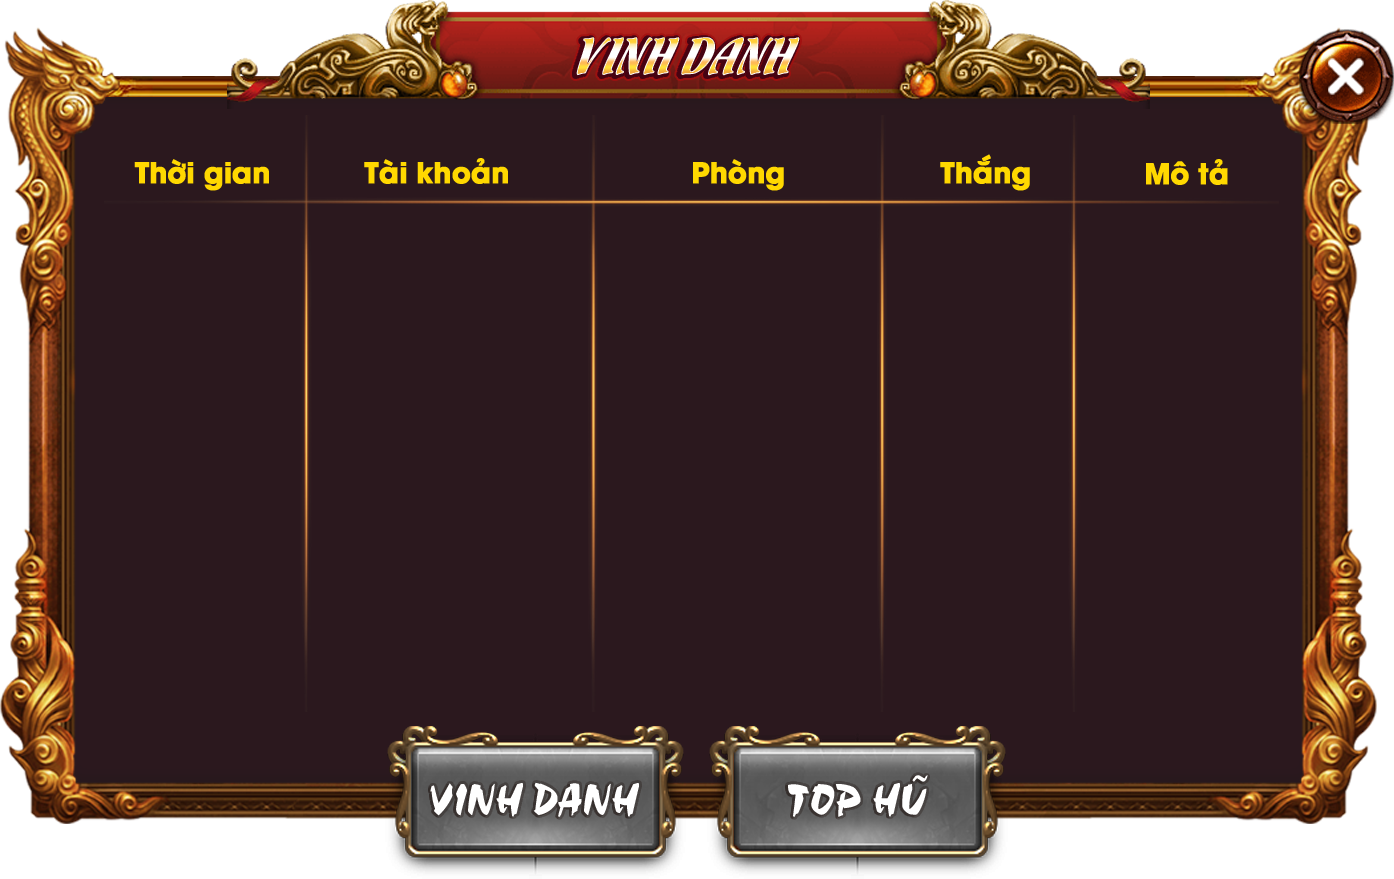 VINH DANH
Thời gian Tài khoản Phòng Thắng Mô tả
VINH DANH TOP HŨ